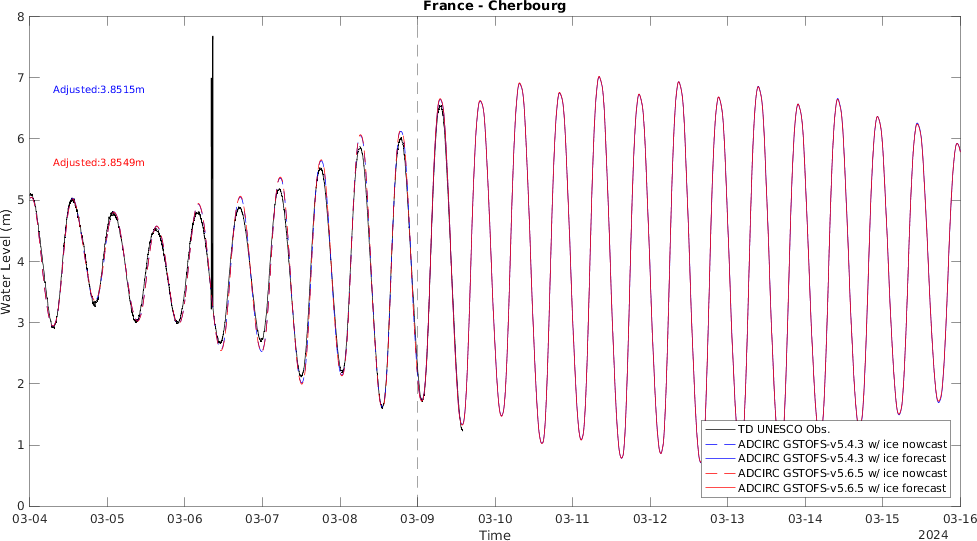 France - Cherbourg
8
7
6
5
4
3
2
1
0
Water Level (m)
Adjusted:3.8515m
Adjusted:3.8549m
TD UNESCO Obs.
ADCIRC GSTOFS-v5.4.3 w/ ice nowcast
ADCIRC GSTOFS-v5.4.3 w/ ice forecast
ADCIRC GSTOFS-v5.6.5 w/ ice nowcast
ADCIRC GSTOFS-v5.6.5 w/ ice forecast
03-04 03-05 03-06 03-07 03-08 03-09 03-10 03-11 03-12 03-13 03-14 03-15 03-16
Time
2024